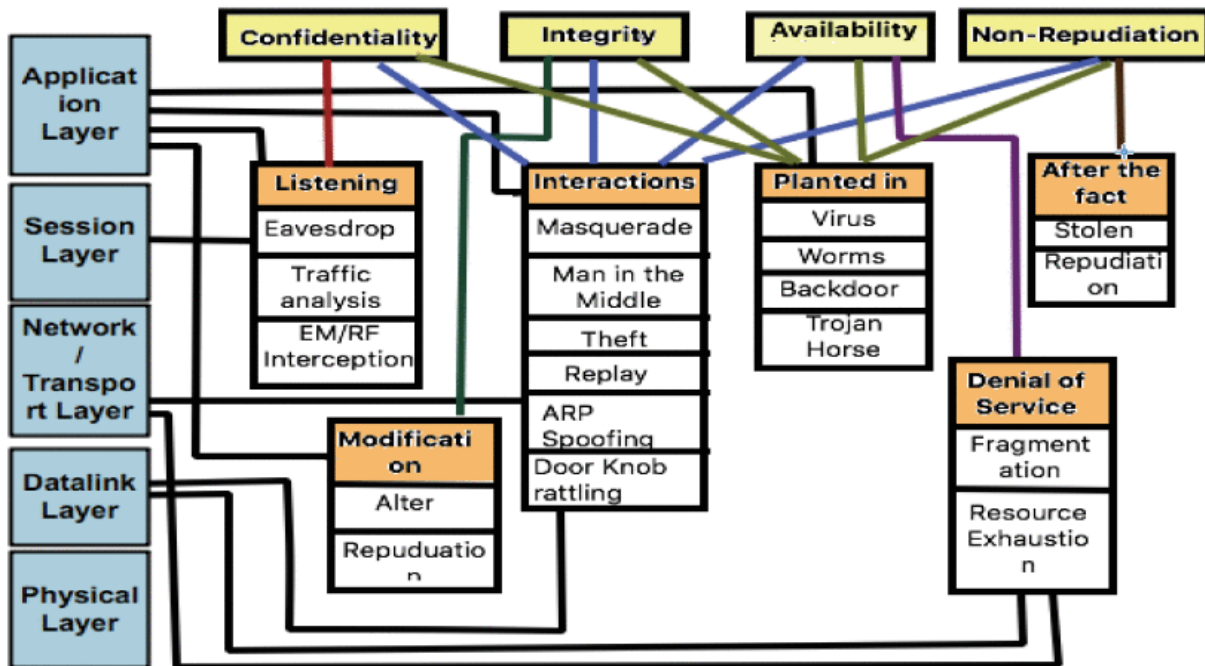 Confidentiality
Integrity
Availability
Non-Repudiation
Applicat
ion
Layer
Session
Layer
Network
/
Transpo
rt Layer
Datalink
Layer
Physical
Layer
Listening
Eavesdrop
Traffic
analysis
EM/RF
Interception
Modificati
on
Alter
Repuduatio
n
Interactions
Masquerade
Man in the
Middle
Theft
Replay
ARP
Spoofing
Door Knob
rattling
Planted in
Virus
Worms
Backdoor
Trojan
Horse
After the
fact
Stolen
Repudiati
on
Denial of
Service
Fragment
ation
Resource
Exhaustio
n